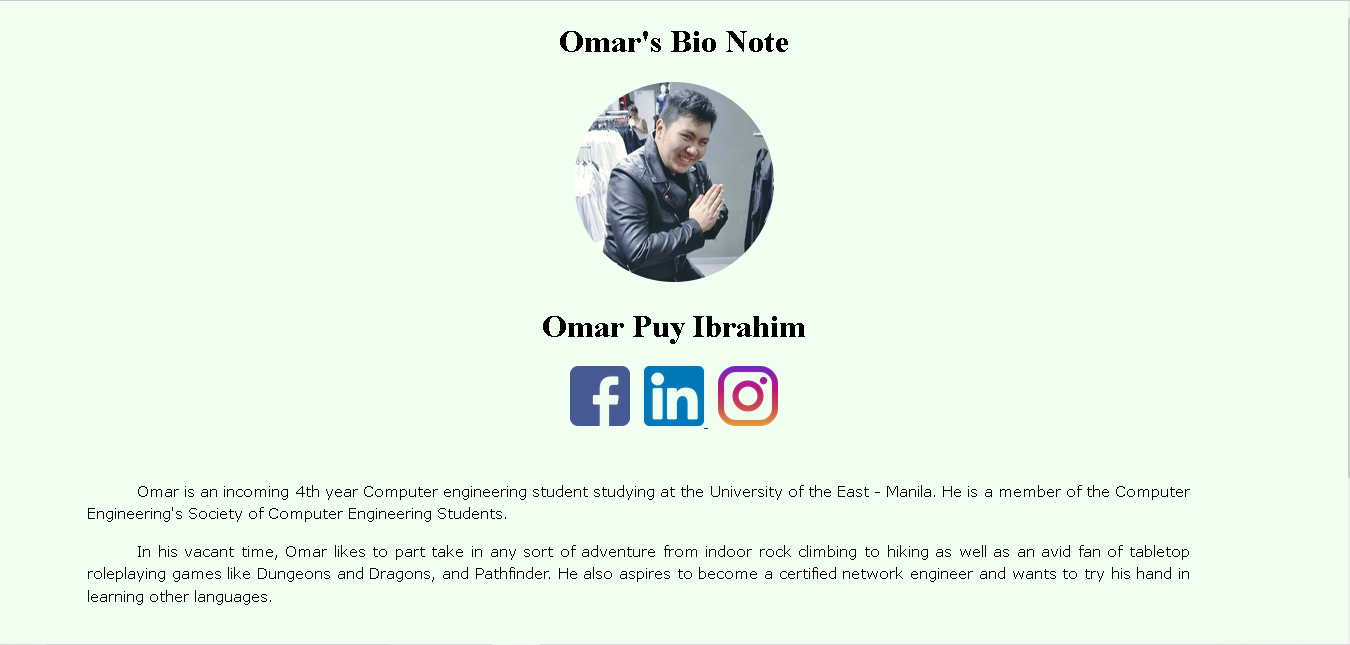 Omar's Bio Note
Omar Puy Ibrahim
f in
Omar is an incoming 4th year Computer engineering student studying at the University of the East - Manila. He is a member of the Computer
Engineering's Society of Computer Engineering Students.
In his vacant time, Omar likes to part take in any sort of adventure from indoor rock climbing to hiking as well as an avid fan of tabletop
roleplaying games like Dungeons and Dragons, and Pathfinder. He also aspires to become a certified network engineer and wants to try his hand in
learning other languages.